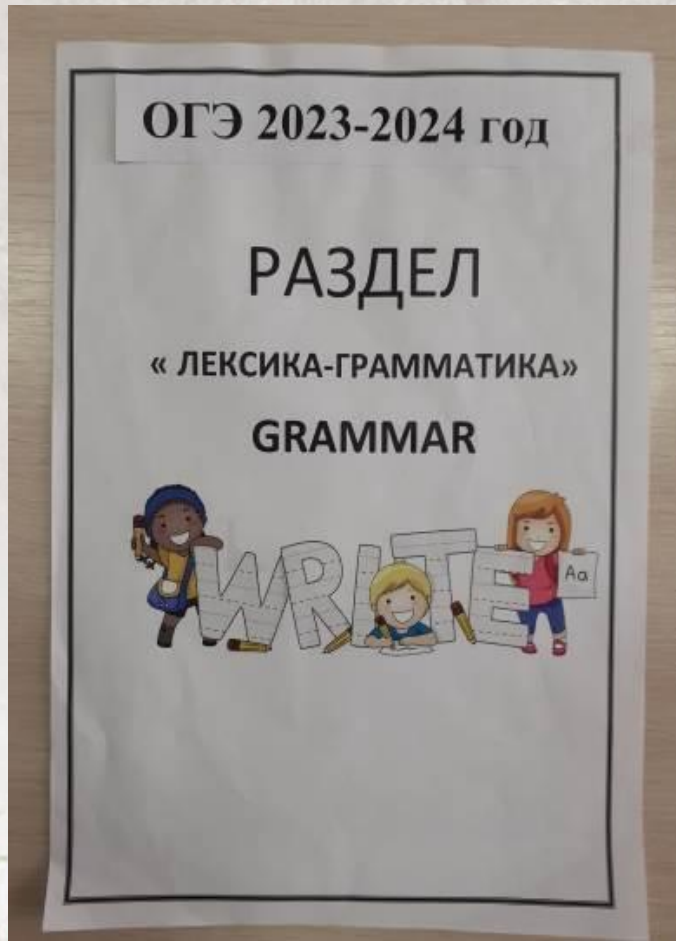 ОГЭ 2023-2024 год
РАЗДЕЛ
« ЛЕКСИКА-ГРАММАТИКА»
GRAMMAR
WRITE
Aa